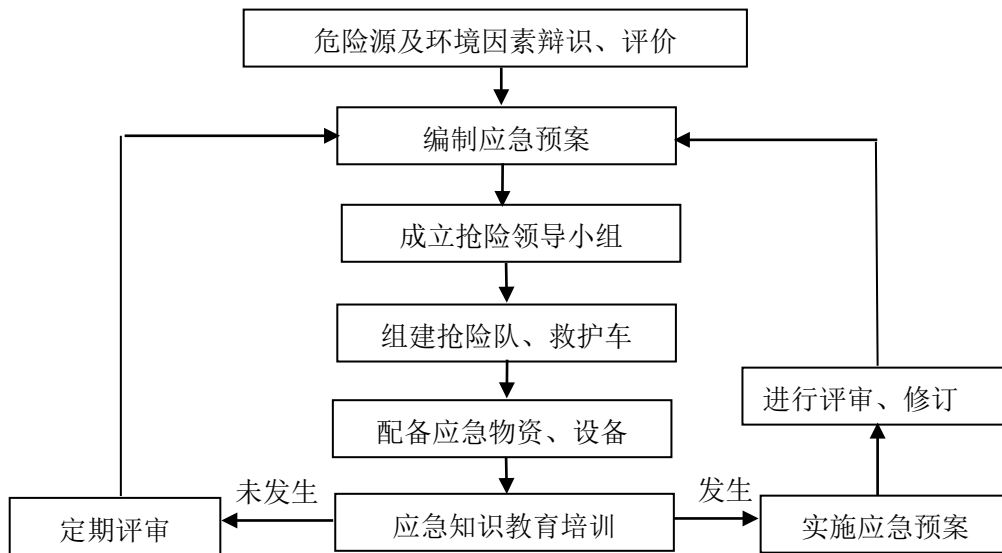 危险源及环境因素辩识、评价
编制应急预案
成立抢险领导小组
组建抢险队、救护车
进行评审、修订
配备应急物资、设备
未发生
发生
定期评审
应急知识教育培训
实施应急预案